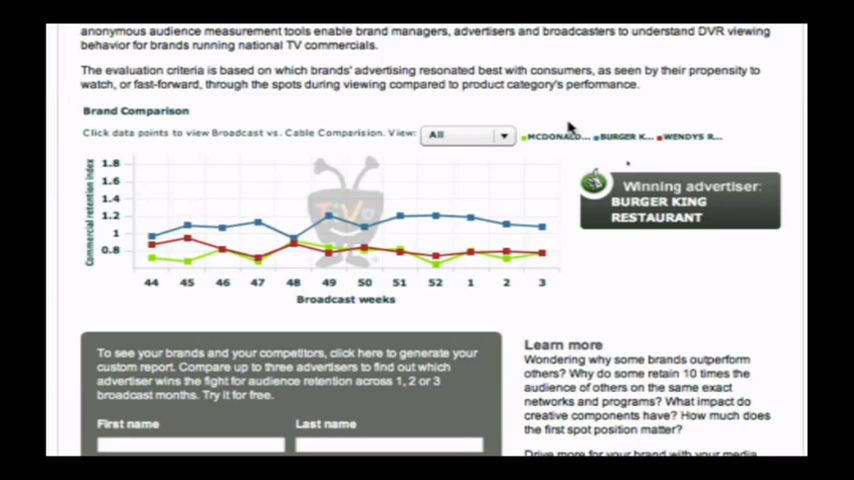 anonymous audience measurement tools enable brand managers, advertisers and broadcasters to understand DVR viewing
behavior for brands running national TV commercials.
The evaluation criteria is based on which brands' advertising resonated best with consumers, as seen by their propensity to
watch, or fast-forward, through the spots during viewing compared to product category's performance.
Brand Comparison
Click data points to view Broadcast vs. Cable Comparision. View:
All
MCDONALD...
BURGER K...
WENDYS R...
Commercial retention index
1.8
1.6
1.4
1.2
1
0.8
TiVo
44 45 46 47 48 49 50 51 52 1 2 3
Broadcast weeks
Winning advertiser:
BURGER KING
RESTAURANT
To see your brands and your competitors, click here to generate your
custom report. Compare up to three advertisers to find out which
advertiser wins the fight for audience retention across 1, 2 or 3
broadcast months. Try it for free.
First name
Last name
Learn more
Wondering why some brands outperform
others? Why do some retain 10 times the
audience of others on the same exact
networks and programs? What impact do
creative components have? How much does
the first spot position matter?
Drive more for your brand with your media